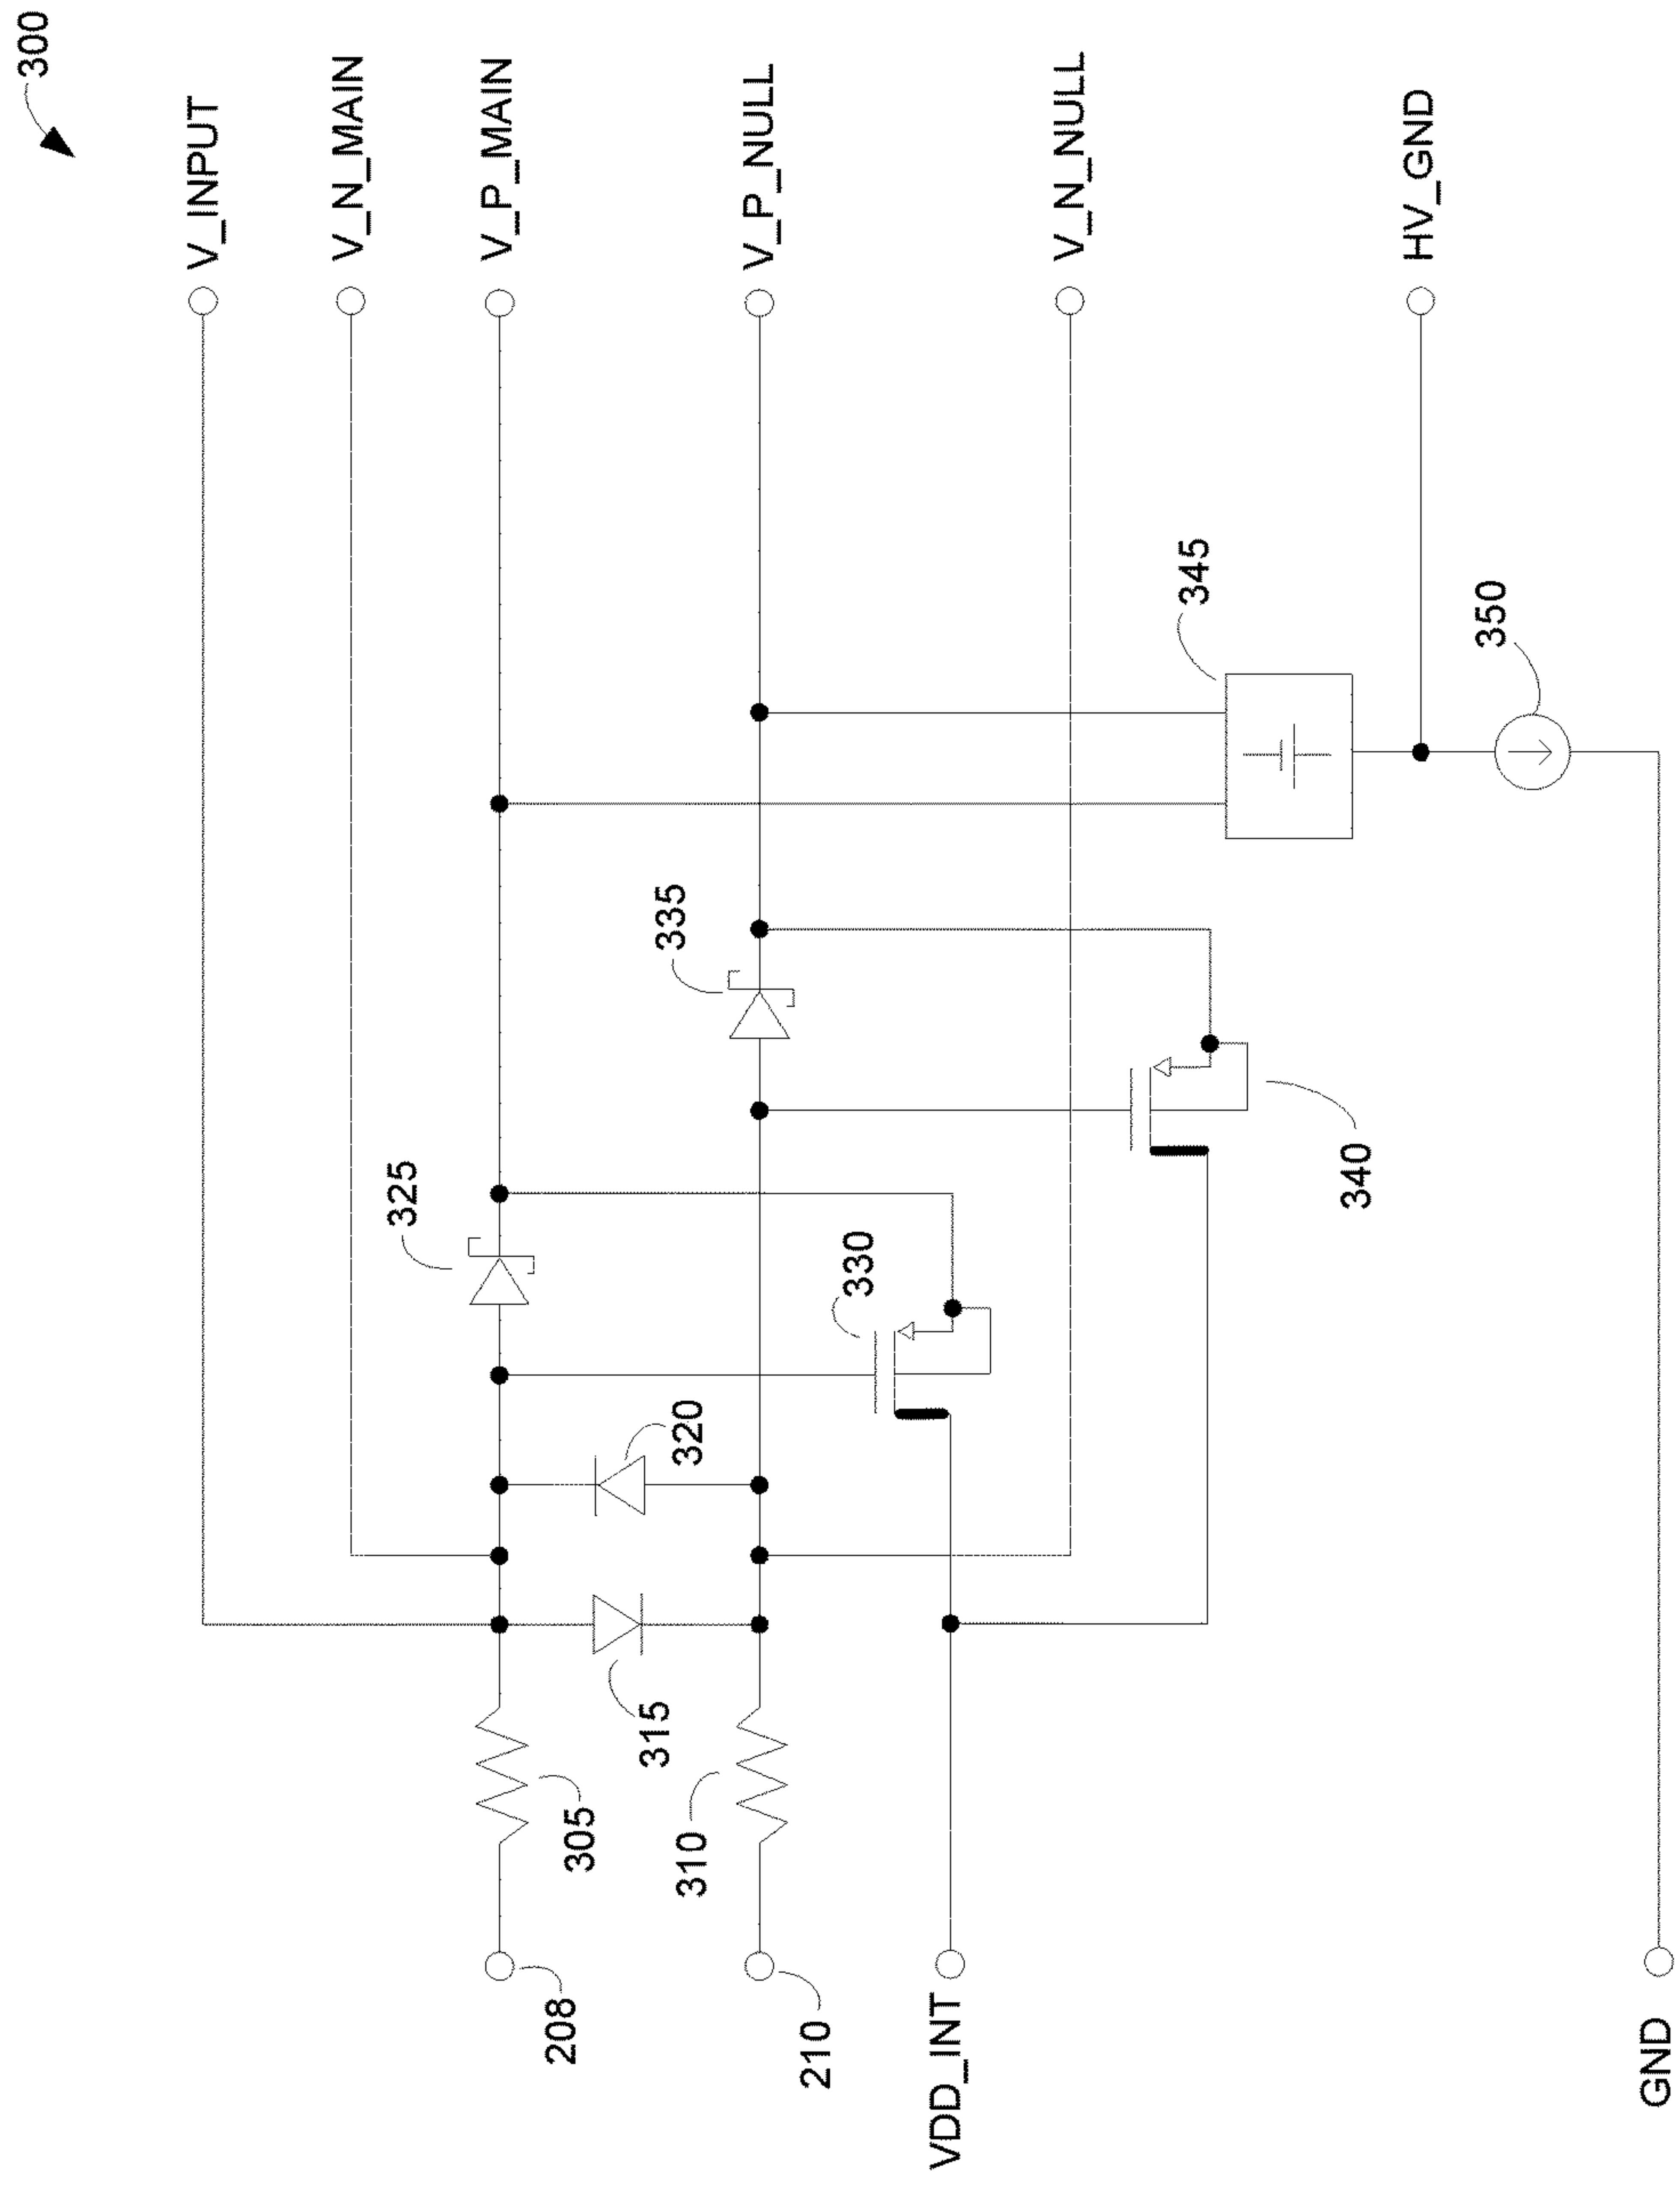 300
V_INPUT
V_N_MAIN
V_P_MAIN
V_P_NULL
V_N_NULL
HV_GND
325
335
345
350
320
330
340
315
305
310
208
210
VDD_INT
GND